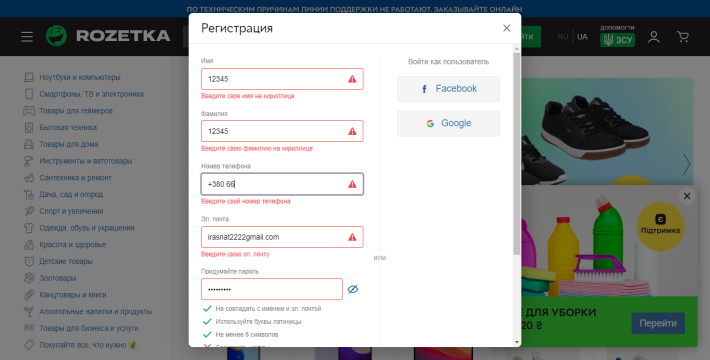 ПО ТЕХНИЧЕСКИМ ПРИЧИНАМ ЛИНИИ ПОДДЕРЖКИ НЕ РАБОТАЮТ. ЗАКАЗЫВАЙТЕ ОНЛАЙН
ROZETKA
RU | UA
ДОПОМОГТИ
ЗСУ
Ноутбуки и компьютеры
Смартфоны, ТВ и электроника
Товары для геймеров
Бытовая техника
Товары для дома
Инструменты и автотовары
Сантехника и ремонт
Дача, сад и огород
Спорт и увлечения
Одежда, обувь и украшения
Красота и здоровье
Детские товары
Зоотовары
Канцтовары и книги
Алкогольные напитки и продукты
Товары для бизнеса и услуги
Покупайте все, что нужно
Регистрация
Имя
12345
Введите свое имя на кириллице
Фамилия
12345
Введите свою фамилию на кириллице
Номер телефона
+380 66
Введите свой номер телефона
Эл. почта
irasnat2222gmail.com
Введите свою эл. почту
Придумайте пароль
•••••••••
Не совпадать с именем и эл. почтой
Используйте буквы латиницы
Не менее 6 символов
или
Войти как пользователь
Facebook
Google
є
Підтримка
ДЛЯ УБОРКИ
20 ₴
Перейти